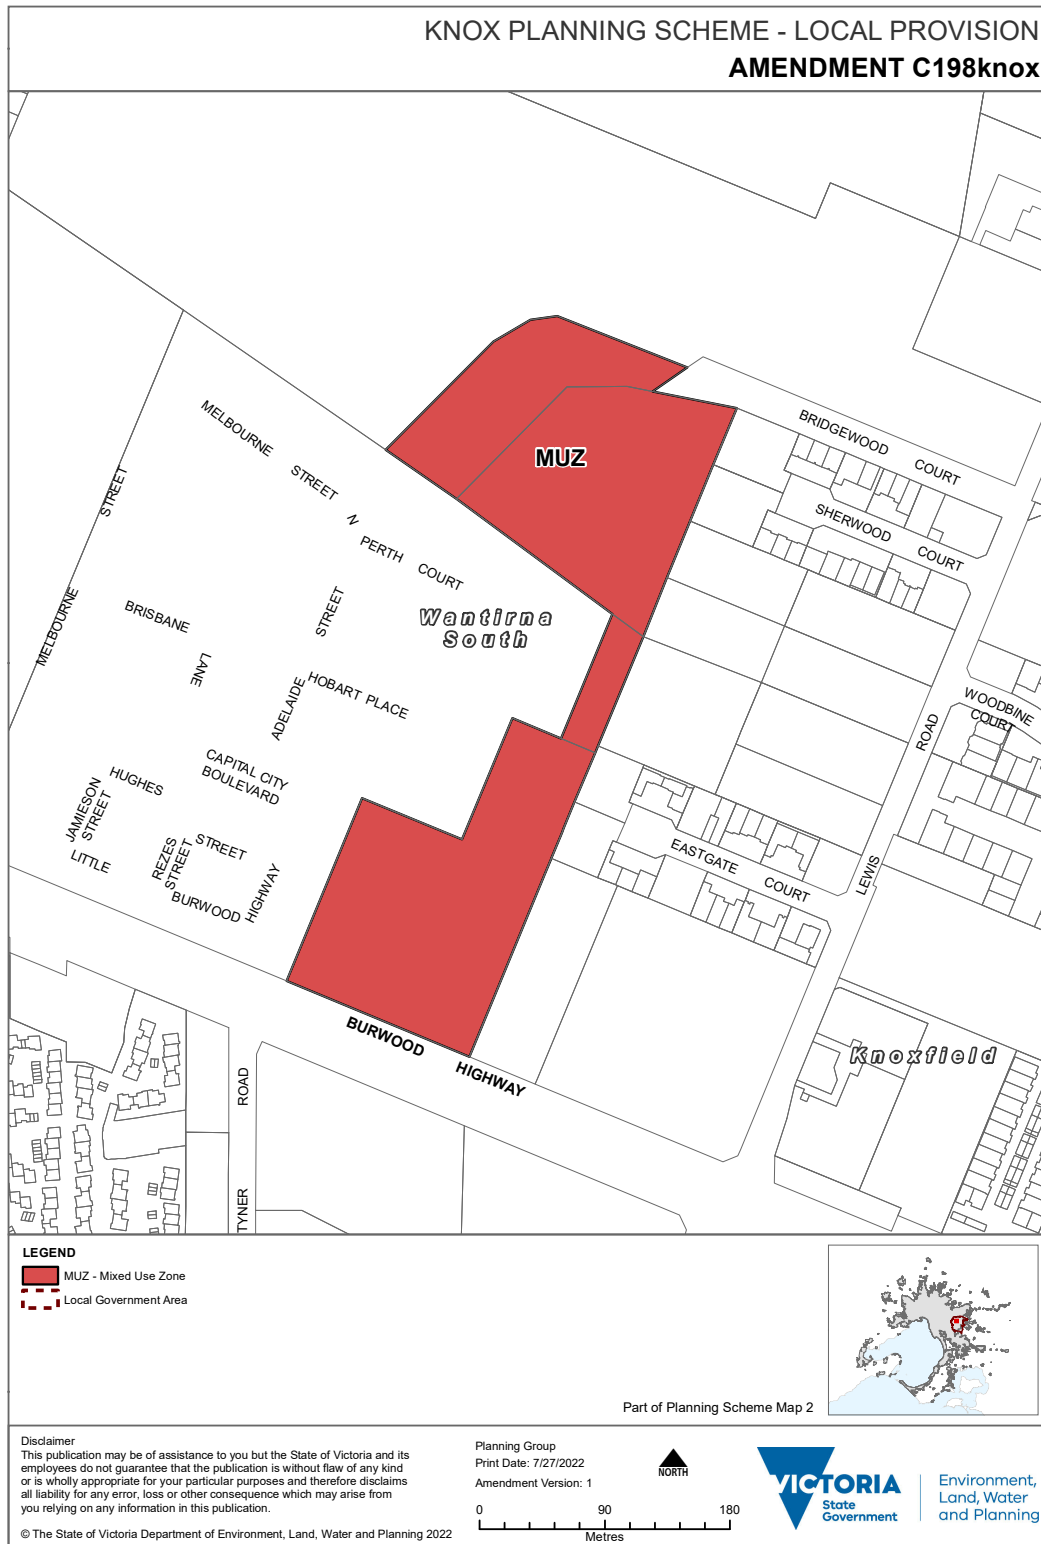 KNOX PLANNING SCHEME - LOCAL PROVISION
AMENDMENT C198knox
MELBOURNE STREET N
PERTH COURT
MELBOURNE STREET
BRISBANE LANE
ADELAIDE STREET
HOBART PLACE
CAPITAL CITY
BOULEVARD
HUGHES STREET
JAMIESON
STREET
LITTLE
REZES
STREET
BURWOOD HIGHWAY
MUZ
Wantirna
South
BRIDGEWOOD COURT
SHERWOOD COURT
WOODBINE
COURT
LEWIS ROAD
EASTGATE COURT
Knoxfield
BURWOOD HIGHWAY
TYNER ROAD
LEGEND
MUZ - Mixed Use Zone
Local Government Area
Part of Planning Scheme Map 2
Disclaimer
This publication may be of assistance to you but the State of Victoria and its
employees do not guarantee that the publication is without flaw of any kind
or is wholly appropriate for your particular purposes and therefore disclaims
all liability for any error, loss or other consequence which may arise from
you relying on any information in this publication.
© The State of Victoria Department of Environment, Land, Water and Planning 2022
Planning Group
Print Date: 7/27/2022
Amendment Version: 1
0 90 180
Metres
NORTH
VICTORIA
State
Government
Environment,
Land, Water
and Planning